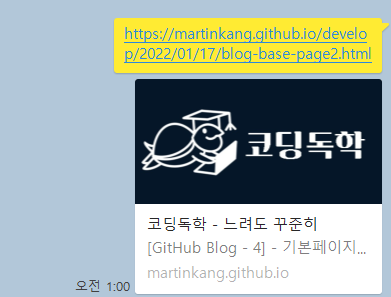 https://martinkang.github.io/develo
p/2022/01/17/blog-base-page2.html
코딩독학
코딩독학 - 느려도 꾸준히
[GitHub Blog - 4] - 기본페이지...
martinkang.github.io
오전 1:00